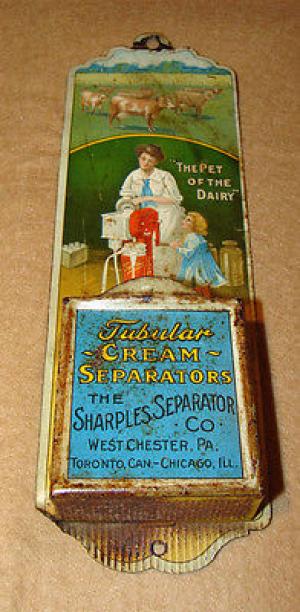 "THE PET
OF THE
DAIRY"
Tubular
~CREAM~
SEPARATORS
THE
SHARPLES SEPARATOR
CO
WEST CHESTER, PA.
TORONTO, CAN.-CHICAGO, ILL.